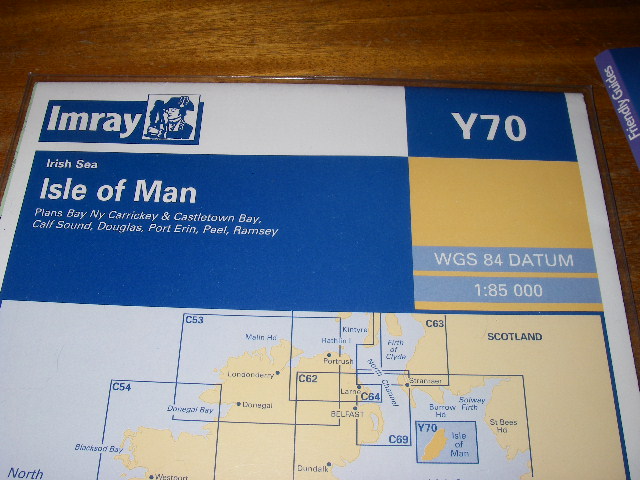 Imray
Y70
Friendly Guides
Irish Sea
Isle of Man
Plans Bay Ny Carrickey & Castletown Bay,
Calf Sound, Douglas, Port Erin, Peel, Ramsey
WGS 84 DATUM
1:85 000
C53
Kintyre
C63
SCOTLAND
Malin Hd
Rathlin I
Firth
of
Clyde
Portrush
North Channel
Londonderry
C62
Stranraer
C54
Larne
C64
Solway
Firth
Donegal Bay
Donegal
BELFAST
Burrow
Hd
St Bees
Hd
Y70
Isle
of
Man
C69
Blacksod Bay
Dundalk
Westport
North